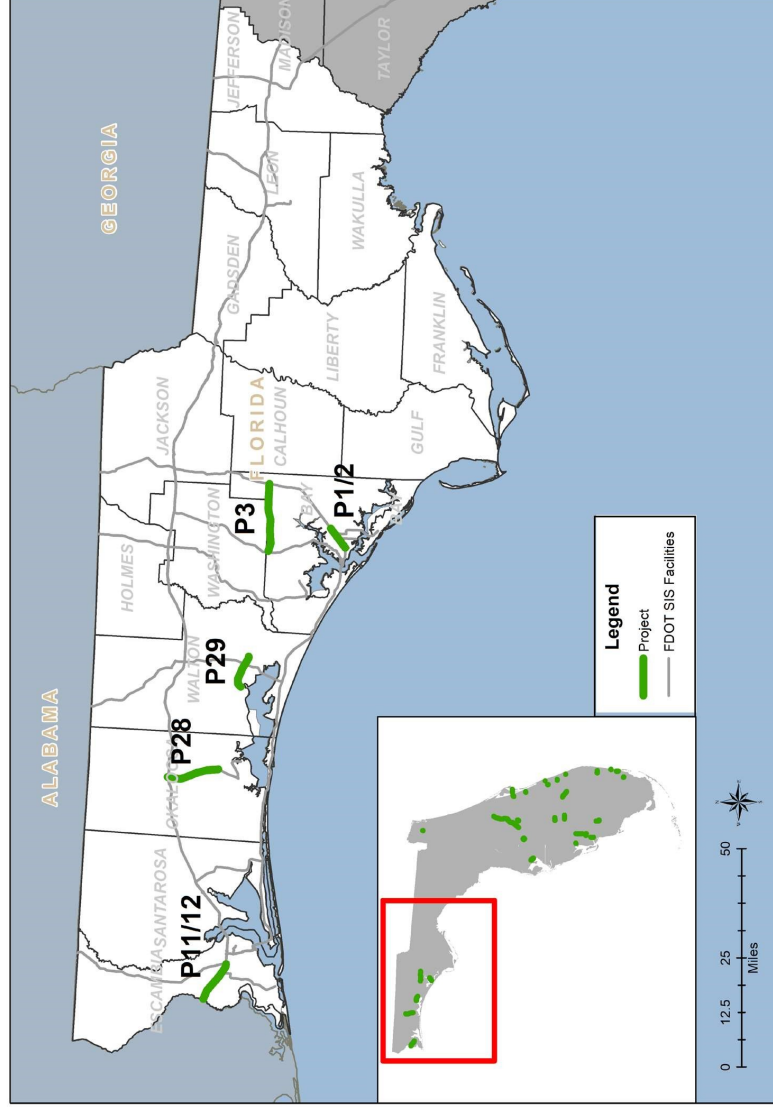 ALABAMA
GEORGIA
HOLMES
JACKSON
ESCAMBIA
SANTAROSA
P28
P11/12
WALTON
P29
WASHINGTON
GADSDEN
JEFFERSON
P3
FLORIDA
CALHOUN
LEON
MADISON
BAY
P1/2
LIBERTY
WAKULLA
TAYLOR
BAY
GULF
FRANKLIN
Legend
Project
FDOT SIS Facilities
0 12.5 25 50
Miles